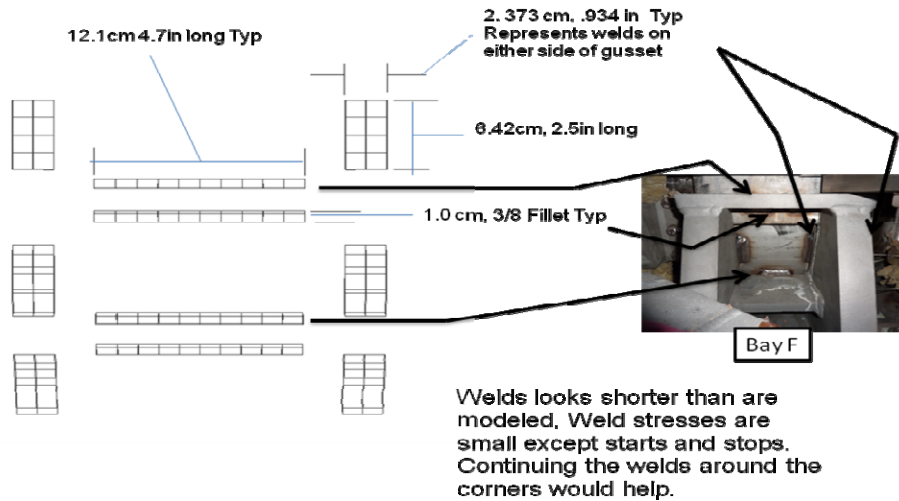 12.1cm 4.7in long Typ
2. 373 cm, .934 in Typ
Represents welds on
either side of gusset
6.42cm, 2.5in long
1.0 cm, 3/8 Fillet Typ
Bay F
Welds looks shorter than are
modeled, Weld stresses are
small except starts and stops.
Continuing the welds around the
corners would help.